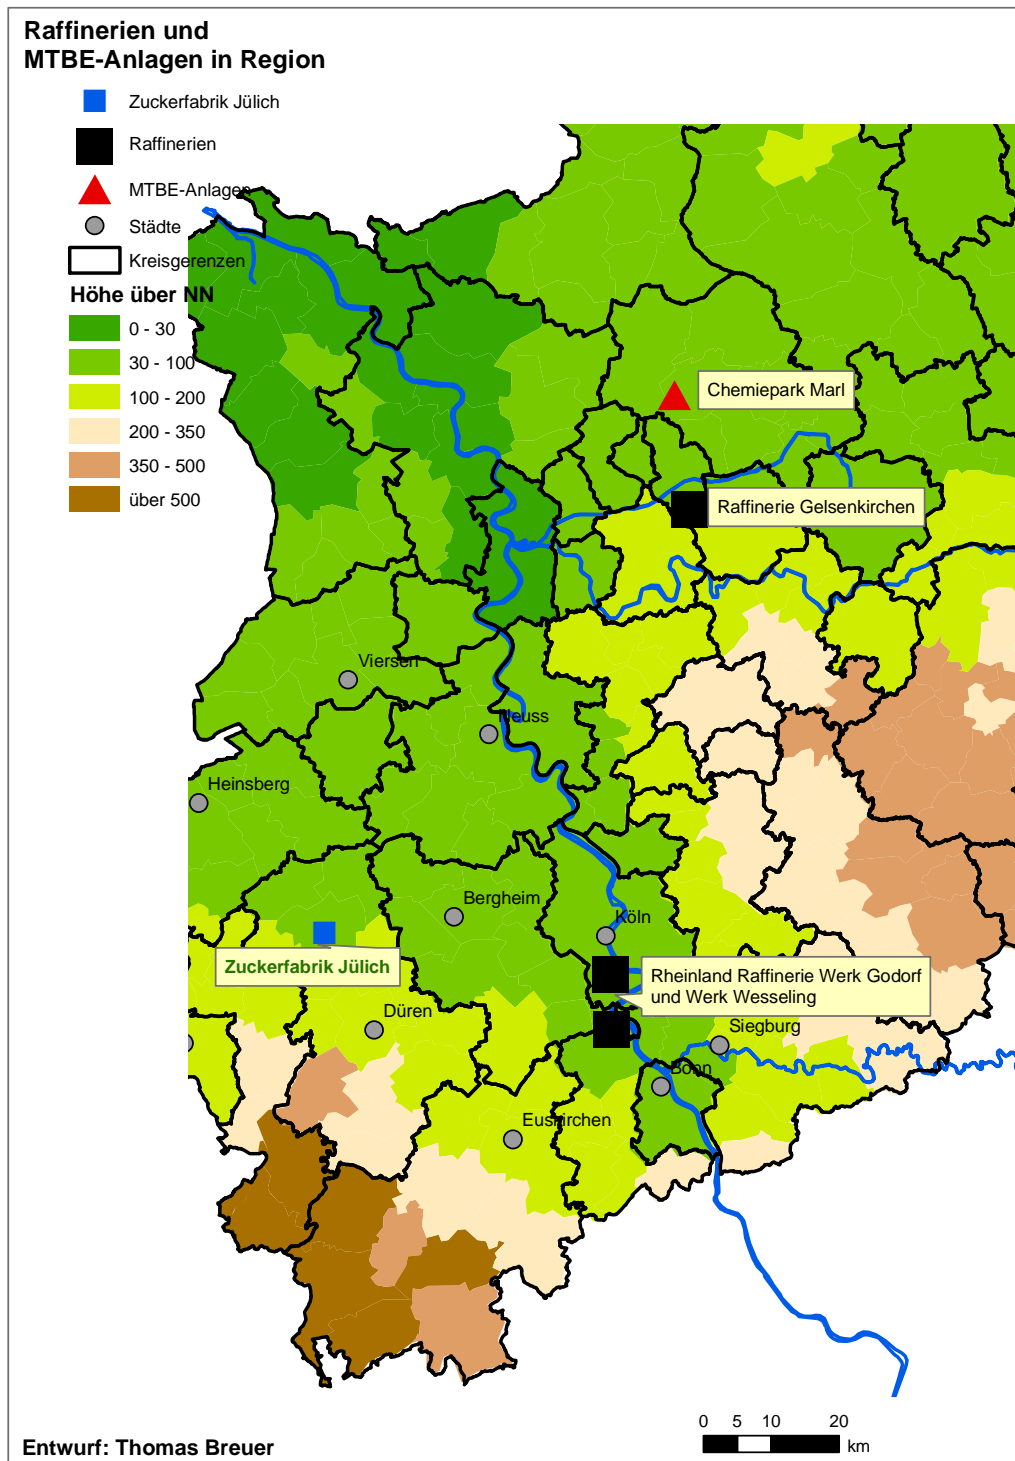 Raffinerien und
MTBE-Anlagen in Region
Zuckerfabrik Jülich
Raffinerien
MTBE-Anlagen
Städte
Kreisgerenzen
Höhe über NN
0 - 30
30 - 100
100 - 200
200 - 350
350 - 500
über 500
Chemiepark Marl
Raffinerie Gelsenkirchen
Viersen
Neuss
Heinsberg
Bergheim
Köln
Zuckerfabrik Jülich
Rheinland Raffinerie Werk Godorf
und Werk Wesseling
Düren
Siegburg
Bonn
Euskirchen
0 5 10 20
km
Entwurf: Thomas Breuer